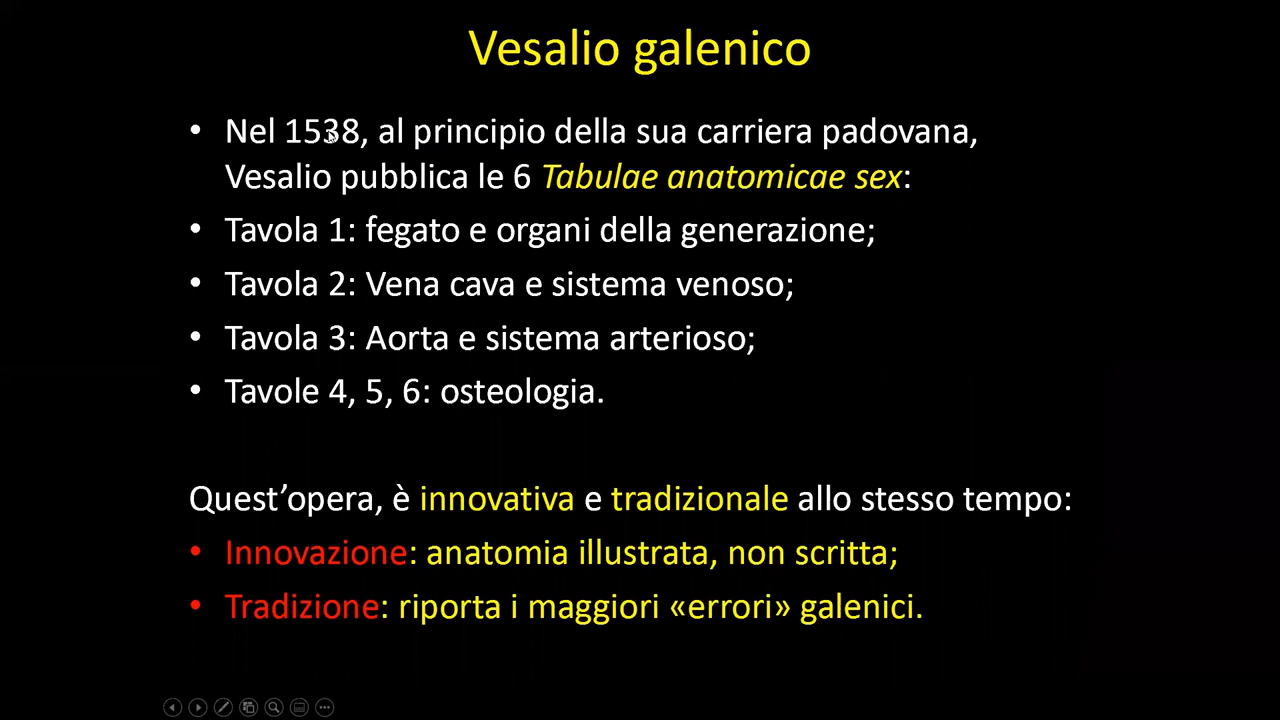 Vesalio galenico
• Nel 1538, al principio della sua carriera padovana,
Vesalio pubblica le 6 Tabulae anatomicae sex:
• Tavola 1: fegato e organi della generazione;
• Tavola 2: Vena cava e sistema venoso;
• Tavola 3: Aorta e sistema arterioso;
• Tavole 4, 5, 6: osteologia.
Quest’opera, è innovativa e tradizionale allo stesso tempo:
• Innovazione: anatomia illustrata, non scritta;
• Tradizione: riporta i maggiori «errori» galenici.